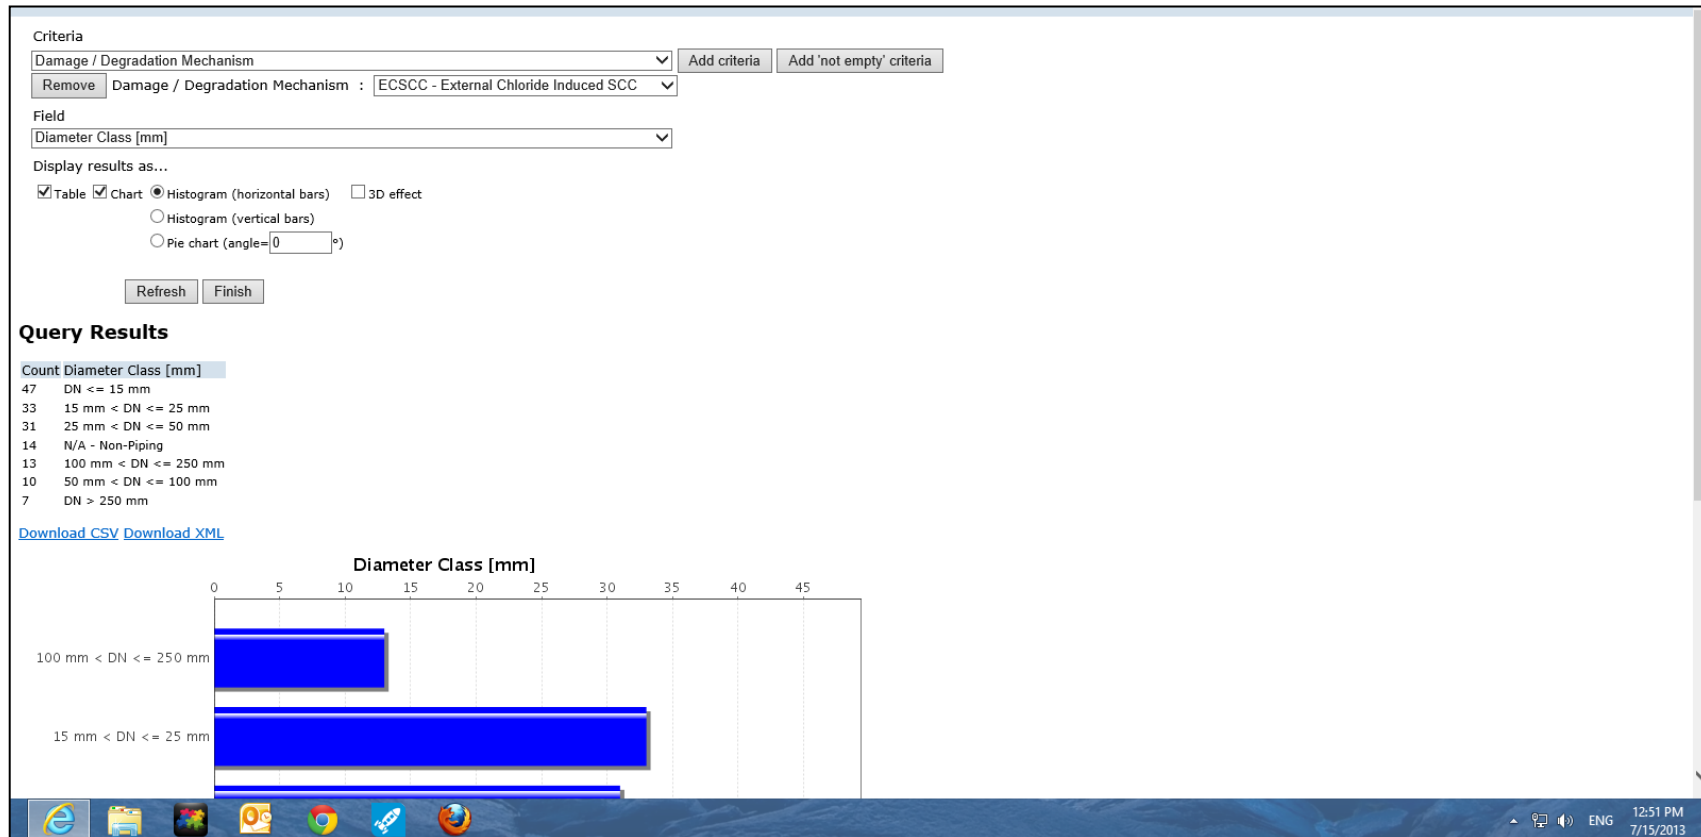 Criteria
Damage / Degradation Mechanism Add criteria Add 'not empty' criteria
Remove Damage / Degradation Mechanism : ECSCC - External Chloride Induced SCC
Field
Diameter Class [mm]
Display results as...
Table Chart Histogram (horizontal bars) 3D effect
Histogram (vertical bars)
Pie chart (angle=0 °)
Refresh Finish
Query Results
Count Diameter Class [mm]
47 DN <= 15 mm
33 15 mm < DN <= 25 mm
31 25 mm < DN <= 50 mm
14 N/A - Non-Piping
13 100 mm < DN <= 250 mm
10 50 mm < DN <= 100 mm
7 DN > 250 mm
Download CSV Download XML
Diameter Class [mm]
0 5 10 15 20 25 30 35 40 45
100 mm < DN <= 250 mm
15 mm < DN <= 25 mm
ENG 12:51 PM
7/15/2013